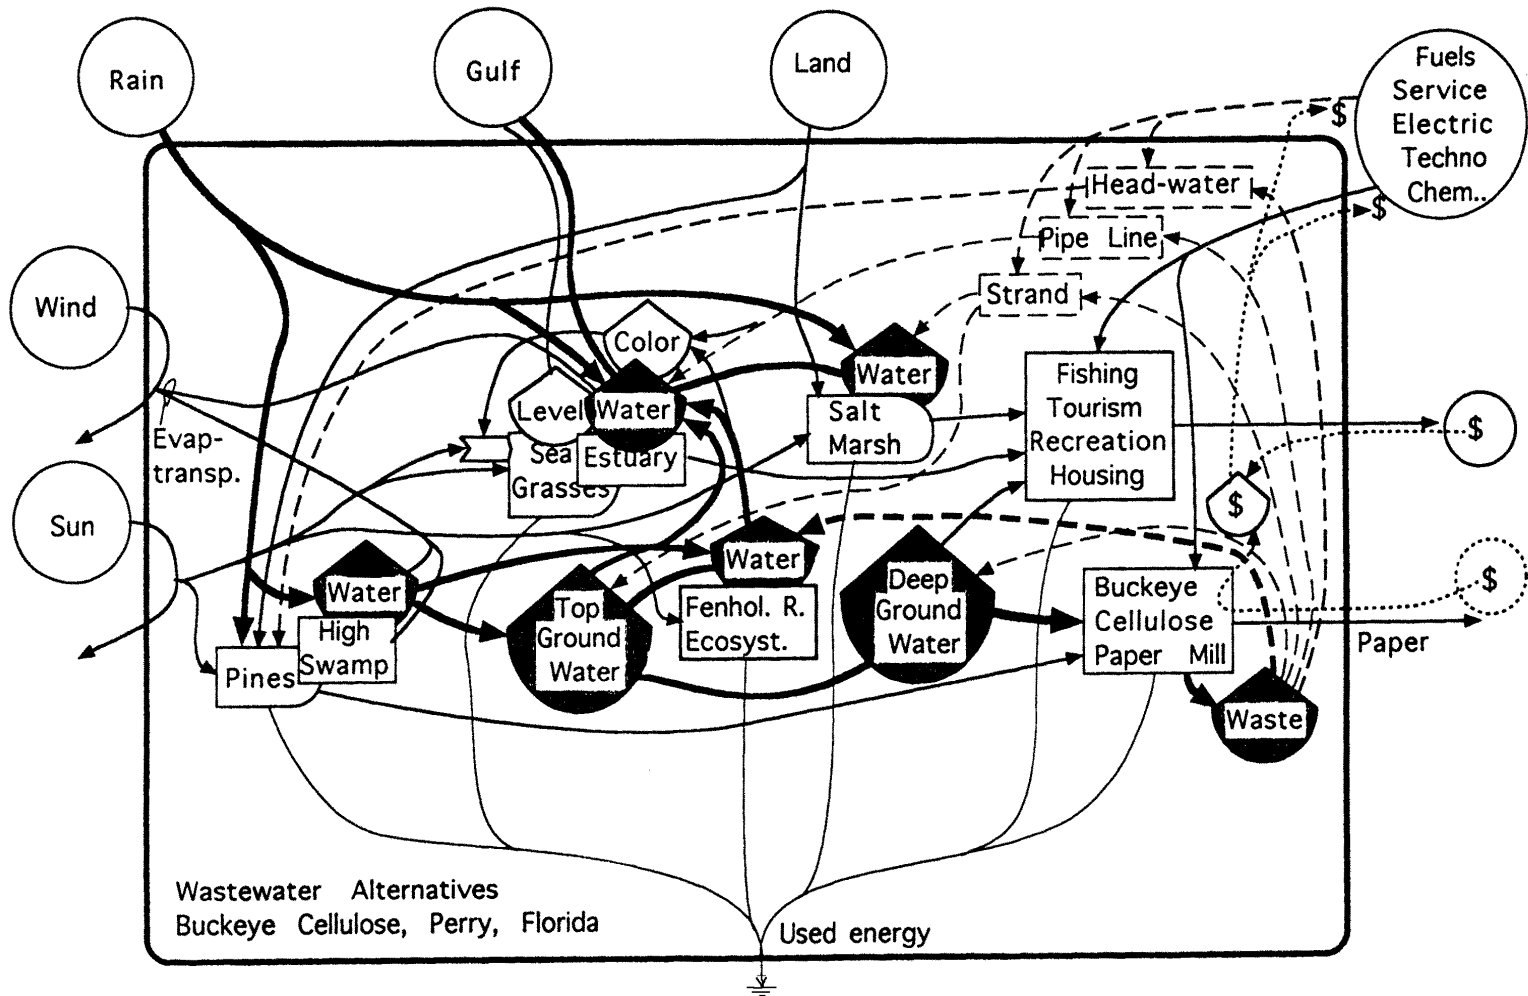 Rain
Gulf
Land
Fuels
Service
Electric
Techno
Chem..
$
$
Head-water
Pipe Line
Strand
Wind
Color
Water
Level
Water
Salt
Marsh
Fishing
Tourism
Recreation
Housing
$
Evap-
transp.
Sea
Grasses
Estuary
Sun
$
Water
Water
Deep
Ground
Water
Buckeye
Cellulose
Paper Mill
$
Top
Ground
Water
Fenhol. R.
Ecosyst.
High
Swamp
Pines
Paper
Waste
Wastewater Alternatives
Buckeye Cellulose, Perry, Florida
Used energy